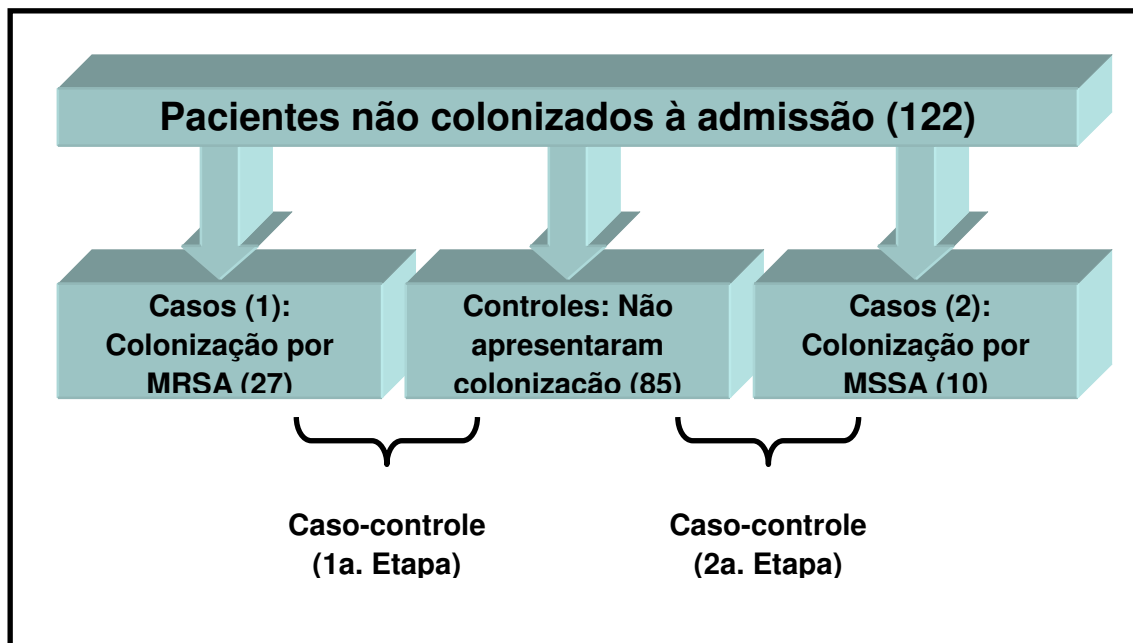 Pacientes não colonizados à admissão (122)
Casos (1):
Colonização por
MRSA (27)
Controles: Não
apresentaram
colonização (85)
Casos (2):
Colonização por
MSSA (10)
Caso-controle
(1a. Etapa)
Caso-controle
(2a. Etapa)